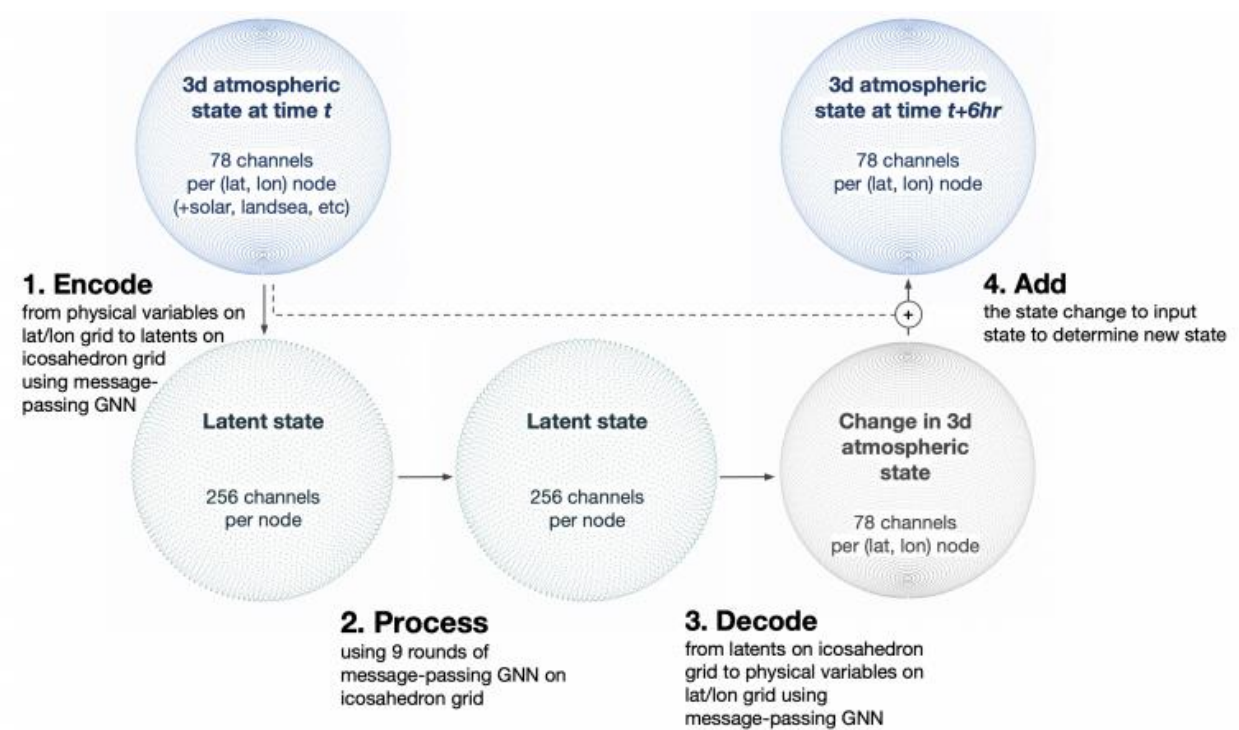 3d atmospheric
state at time t
78 channels
per (lat, lon) node
(+solar, landsea, etc)
3d atmospheric
state at time t+6hr
78 channels
per (lat, lon) node
1. Encode
from physical variables on
lat/lon grid to latents on
icosahedron grid
using message-
passing GNN
+
4. Add
the state change to input
state to determine new state
Latent state
256 channels
per node
Latent state
256 channels
per node
Change in 3d
atmospheric
state
78 channels
per (lat, lon) node
2. Process
using 9 rounds of
message-passing GNN on
icosahedron grid
3. Decode
from latents on icosahedron
grid to physical variables on
lat/lon grid using
message-passing GNN